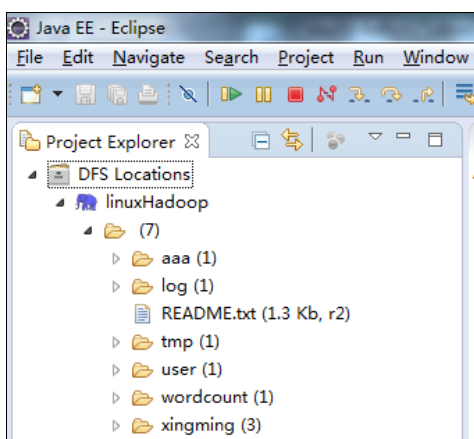 Java EE - Eclipse
File Edit Navigate Search Project Run Window
Project Explorer
DFS Locations
linuxHadoop
(7)
aaa (1)
log (1)
README.txt (1.3 Kb, r2)
tmp (1)
user (1)
wordcount (1)
xingming (3)